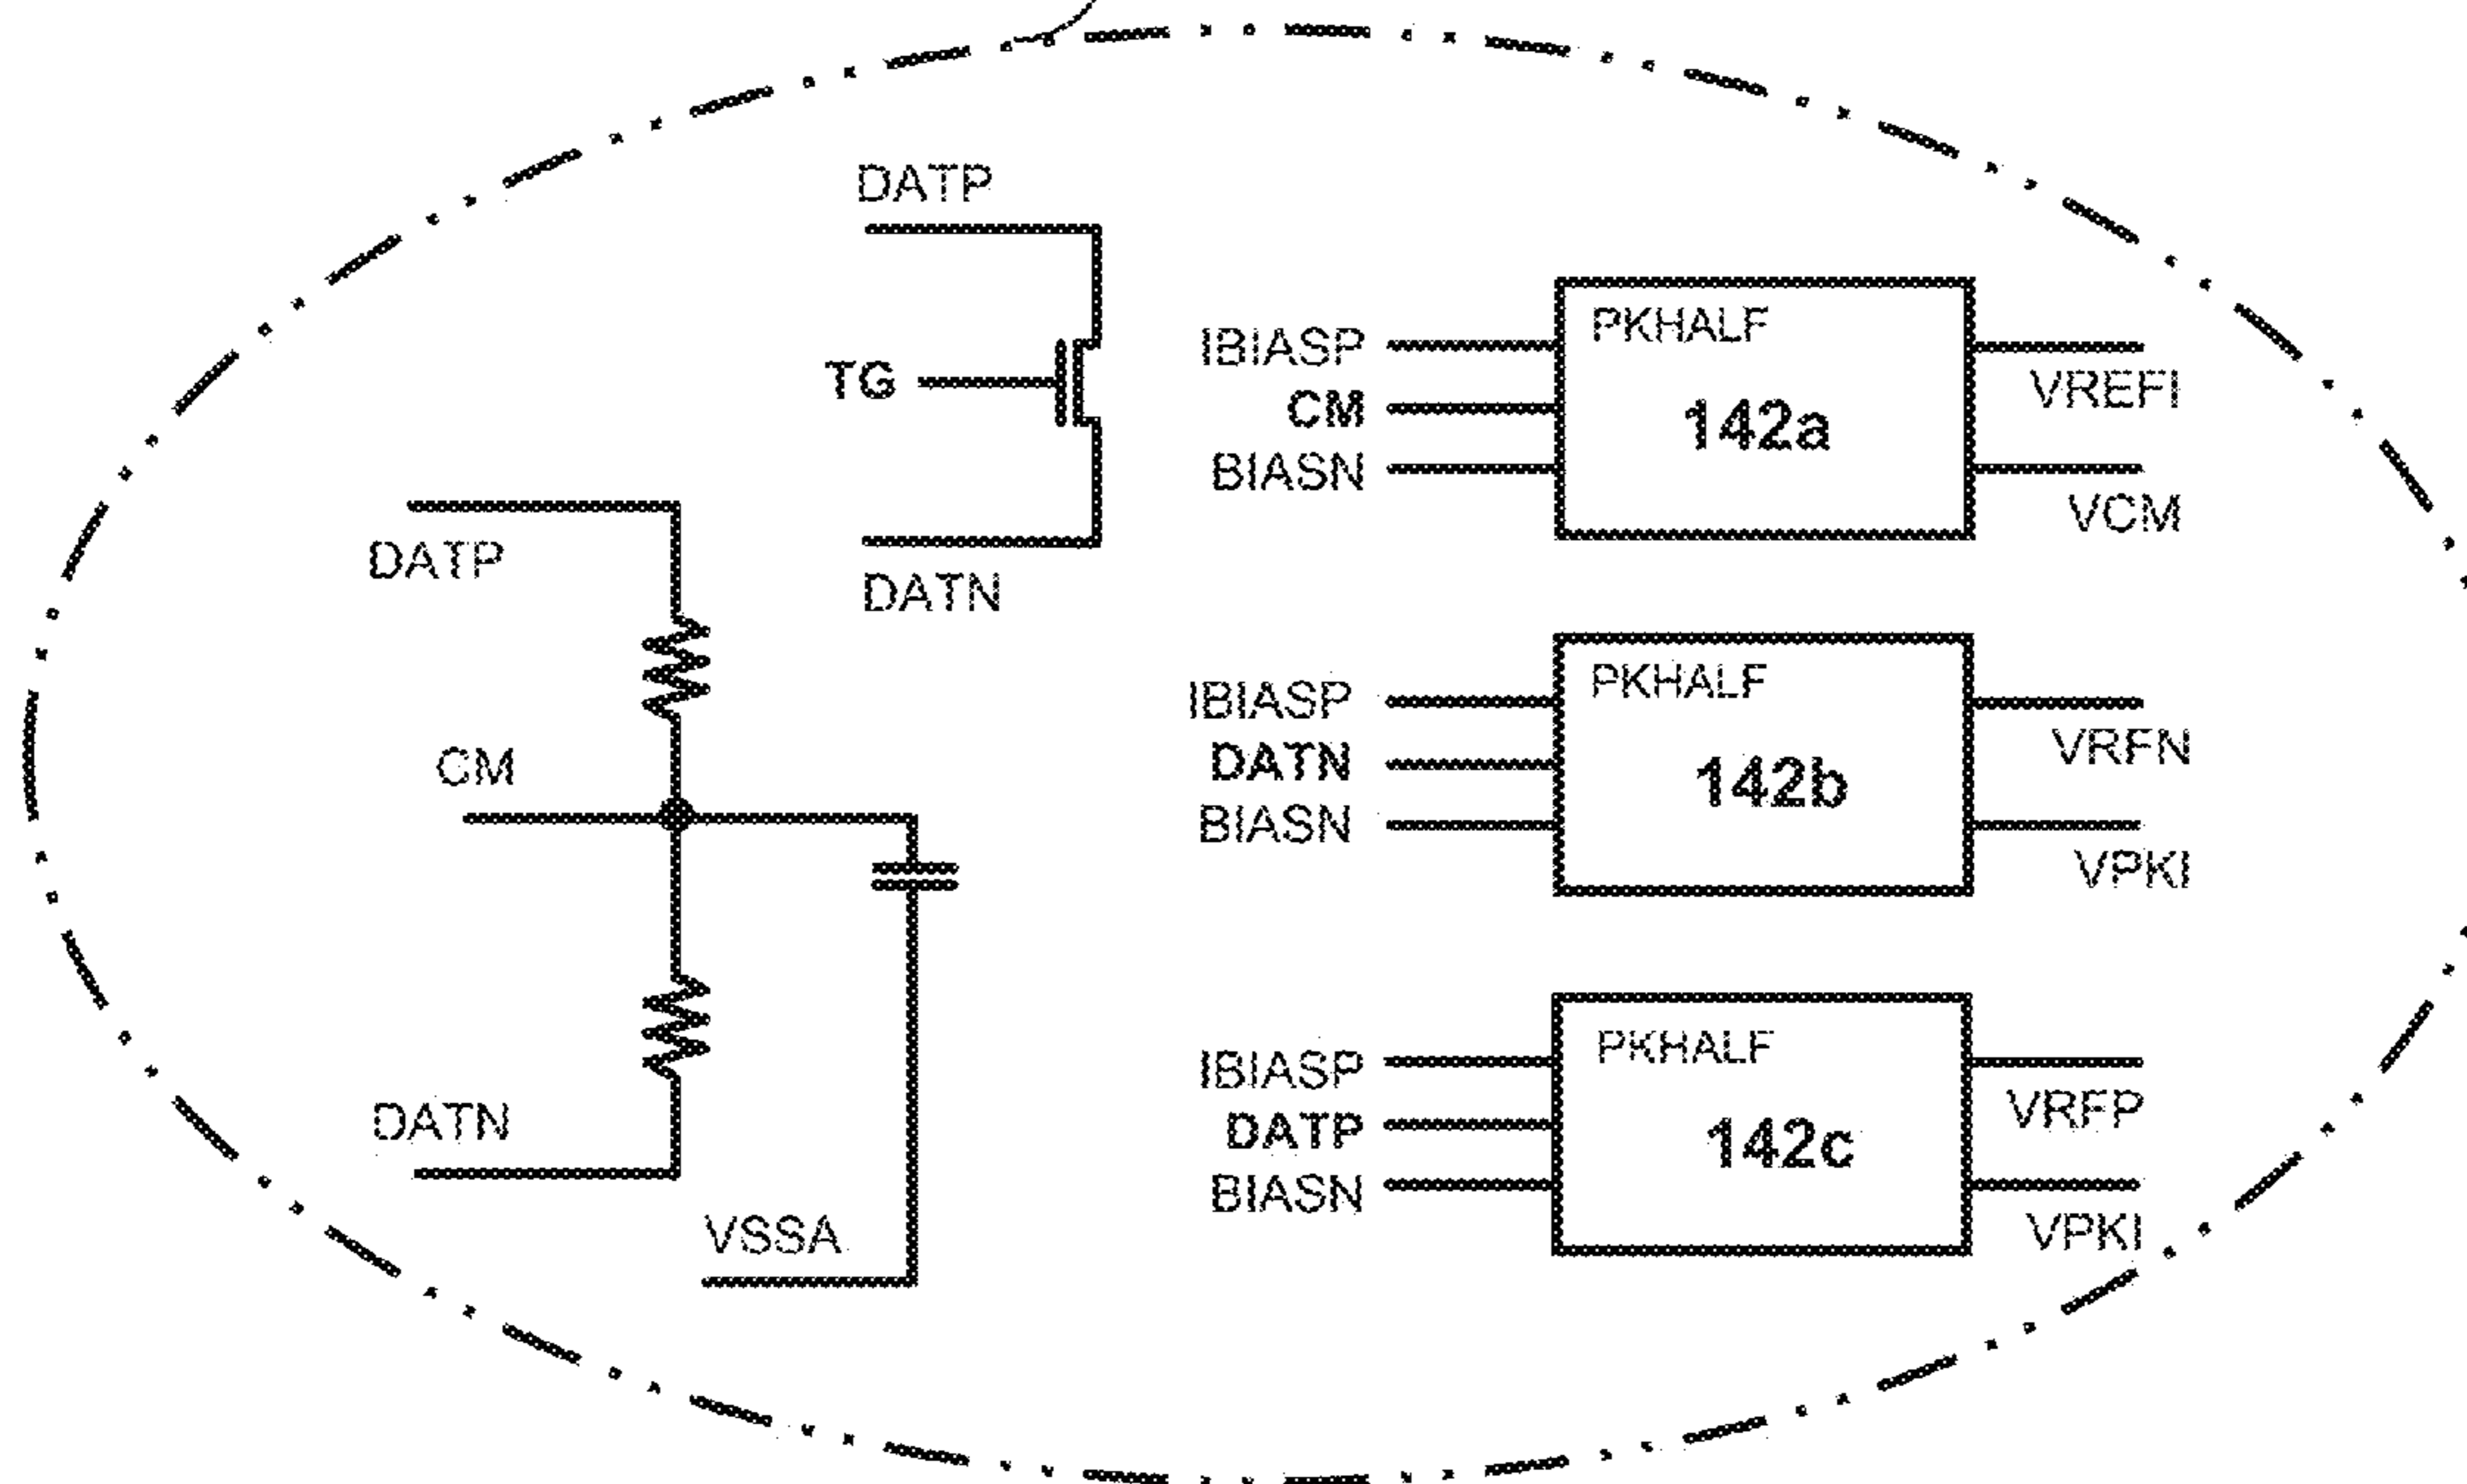 DATP
TG
DATN
DATP
CM
DATN
VSSA
PKHALF
IBIASP
CM
BIASN
142a
VREFI
VCM
PKHALF
IBIASP
DATN
BIASN
142b
VRFN
VPKI
PKHALF
IBIASP
DATP
BIASN
142c
VRFP
VPKI